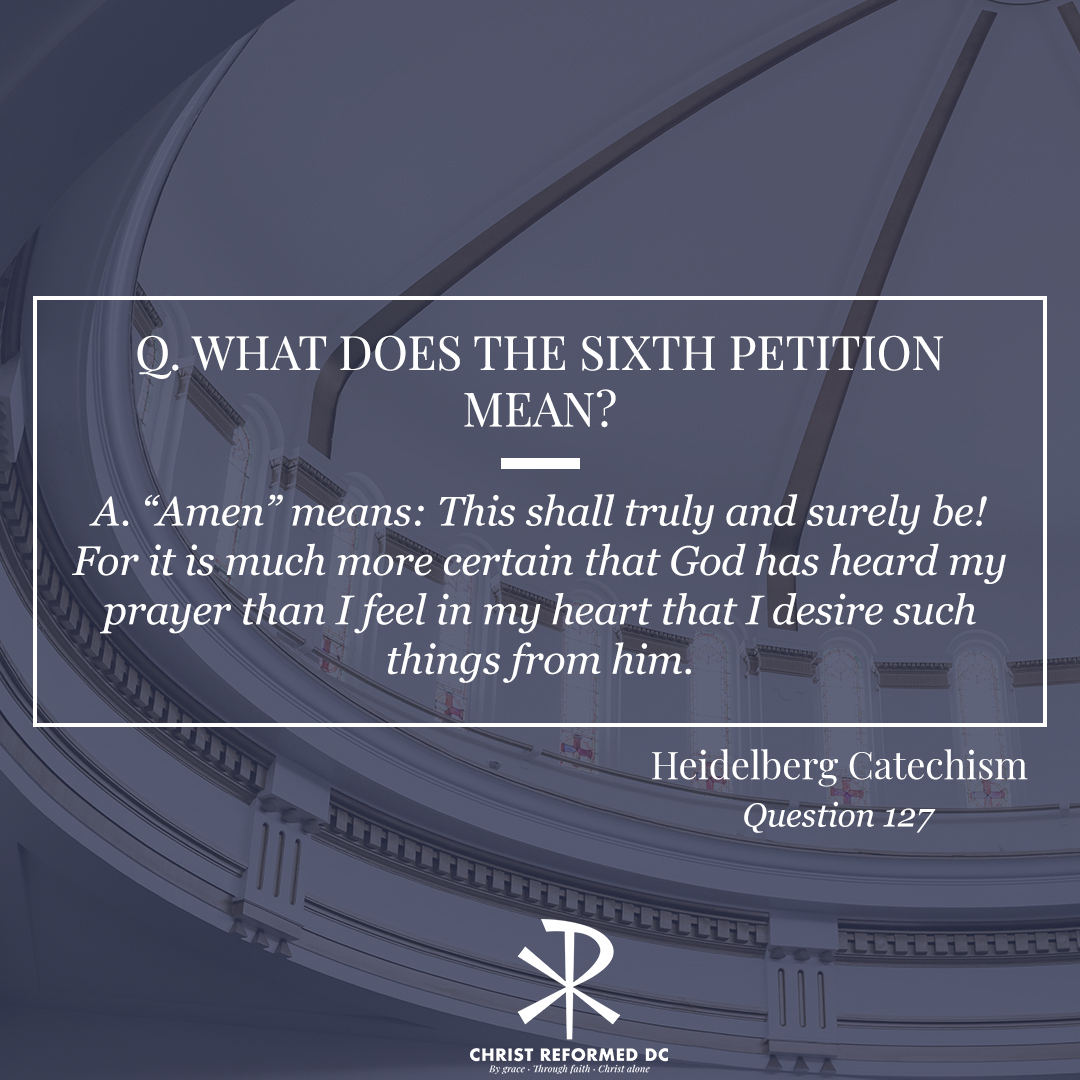 Q. WHAT DOES THE SIXTH PETITION
MEAN?
A. “Amen” means: This shall truly and surely be!
For it is much more certain that God has heard my
prayer than I feel in my heart that I desire such
things from him.
Heidelberg Catechism
Question 127
CHRIST REFORMED DC
By grace · Through faith · Christ alone